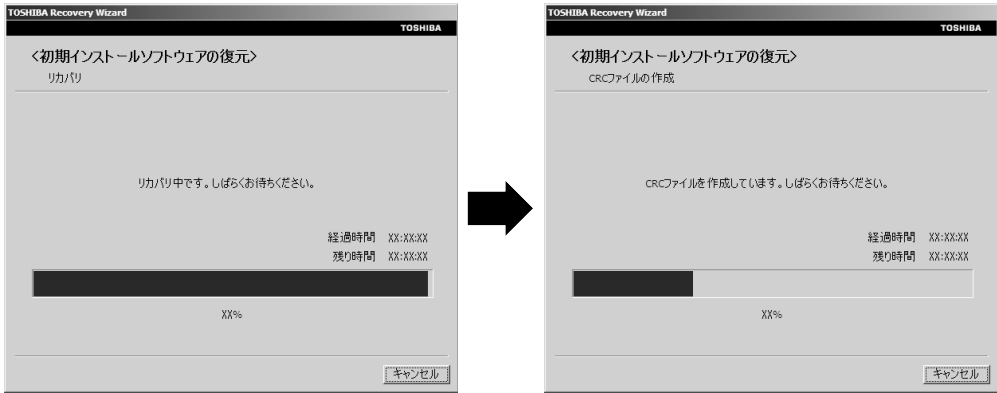 TOSHIBA Recovery Wizard
TOSHIBA
<初期インストールソフトウェアの復元>
リカバリ
リカバリ中です。しばらくお待ちください。
経過時間 XX:XX:XX
残り時間 XX:XX:XX
XX%
キャンセル
TOSHIBA Recovery Wizard
TOSHIBA
<初期インストールソフトウェアの復元>
CRCファイルの作成
CRCファイルを作成しています。しばらくお待ちください。
経過時間 XX:XX:XX
残り時間 XX:XX:XX
XX%
キャンセル